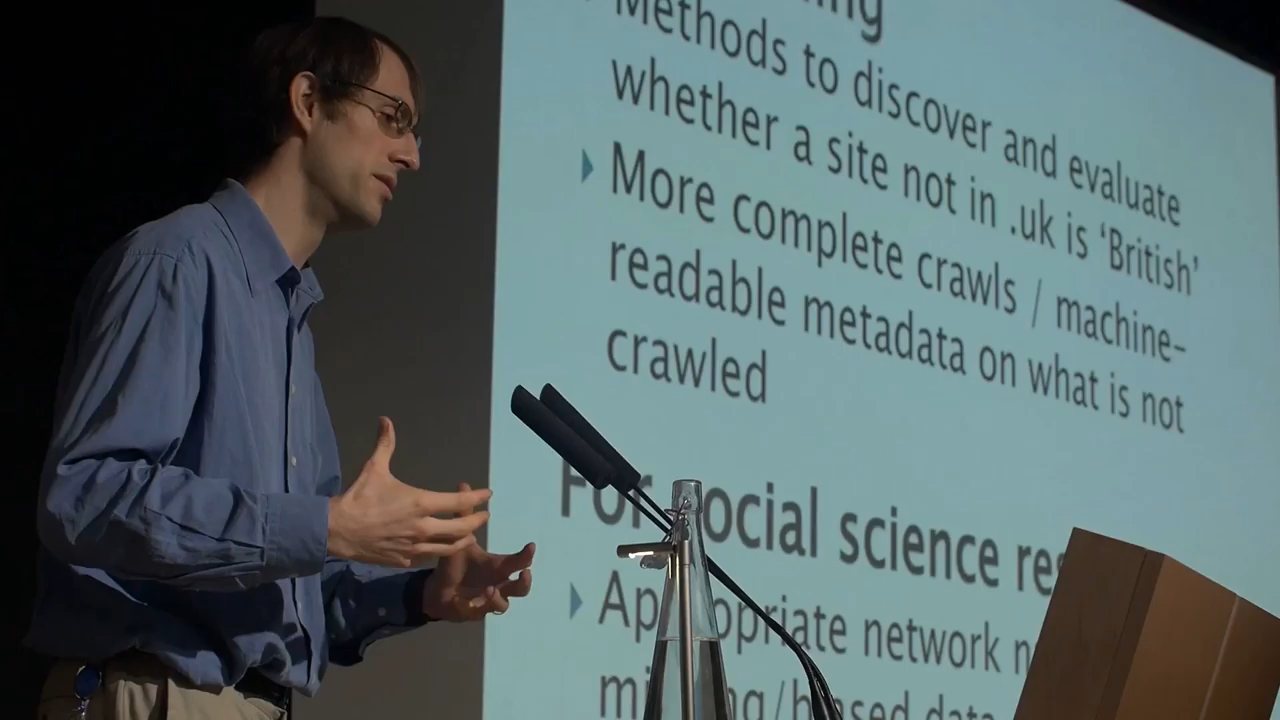 Methods to discover and evaluate
whether a site not in .uk is ‘British’
More complete crawls / machine-
readable metadata on what is not
crawled
For social science
Appropriate network
data